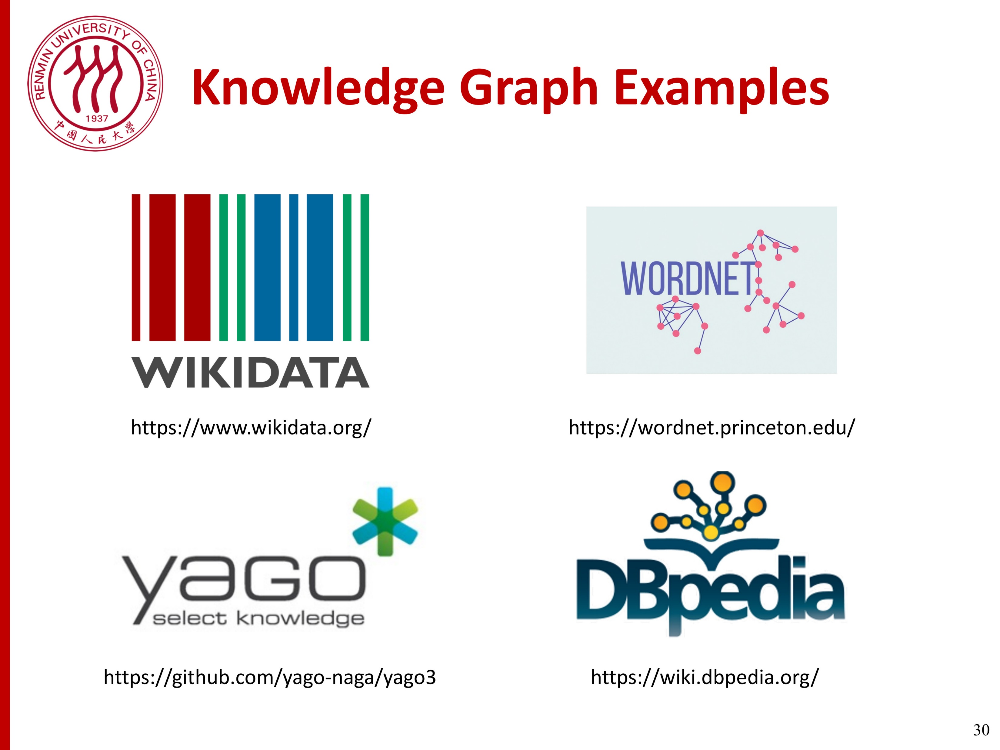 RENMIN UNIVERSITY OF CHINA
1937
中国人民大学
Knowledge Graph Examples
WIKIDATA
https://www.wikidata.org/
WORDNET
https://wordnet.princeton.edu/
yago
select knowledge
https://github.com/yago-naga/yago3
DBpedia
https://wiki.dbpedia.org/
30